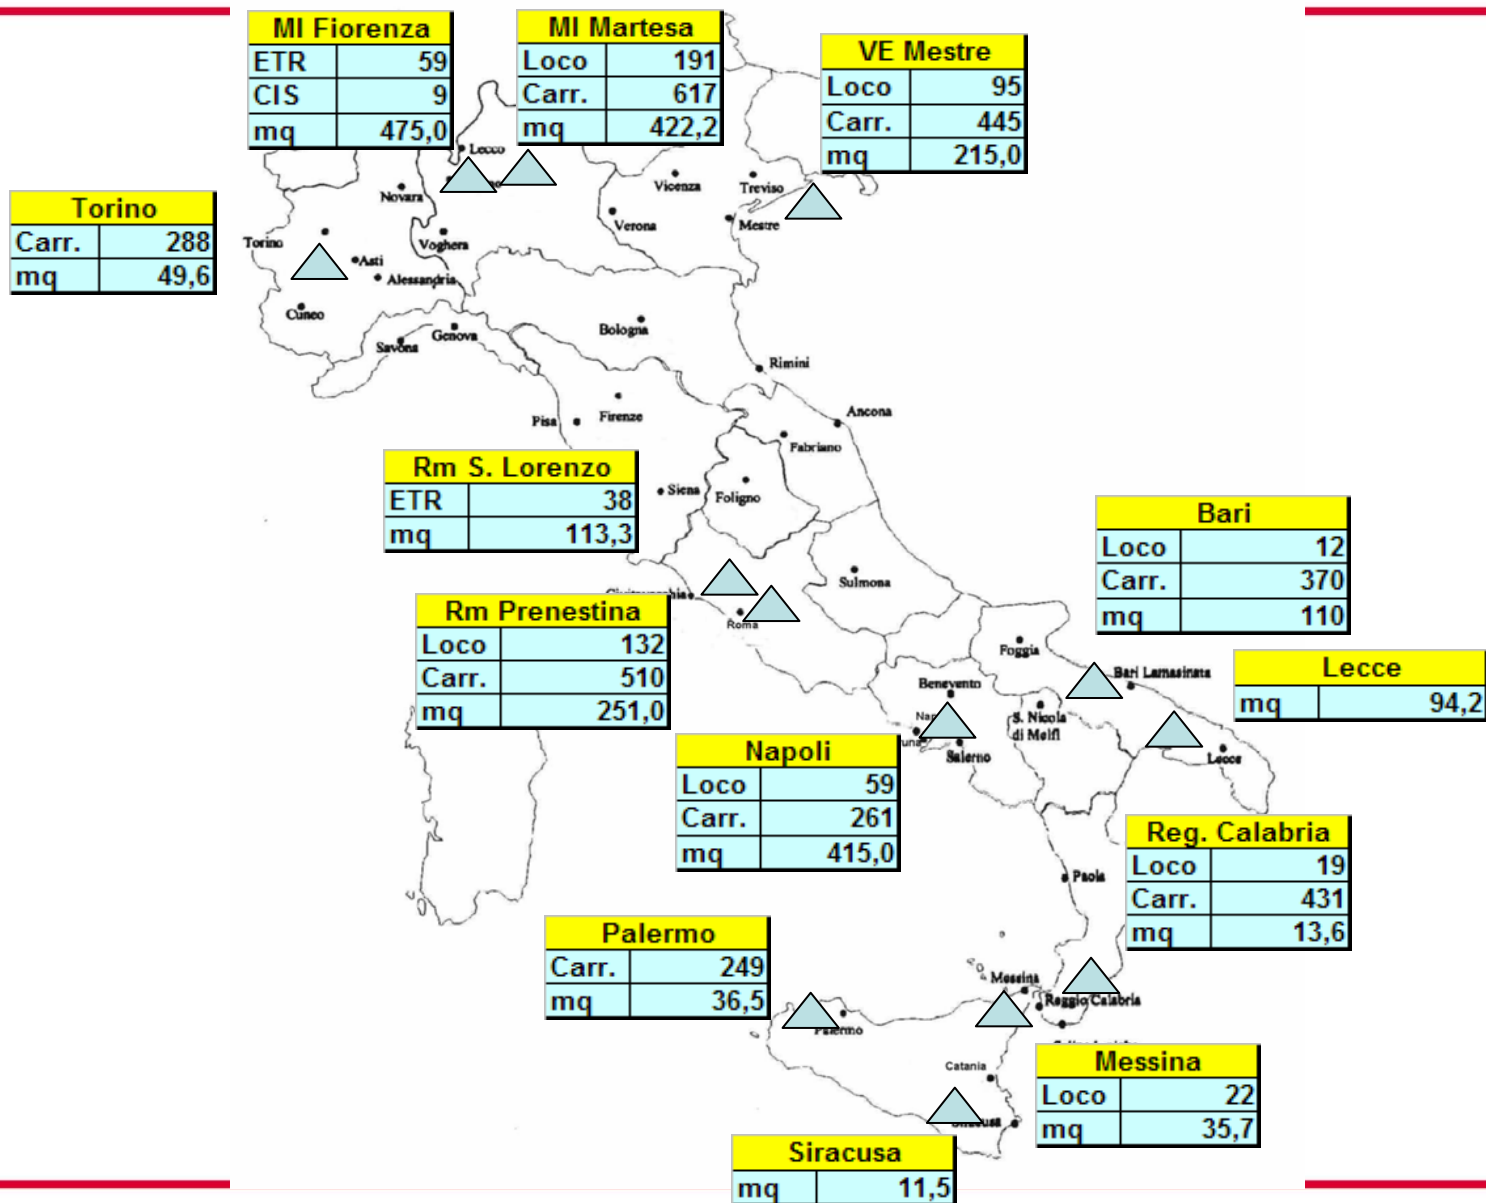 MI Fiorenza
ETR 59
CIS 9
mq 475,0
MI Martesa
Loco 191
Carr. 617
mq 422,2
VE Mestre
Loco 95
Carr. 445
mq 215,0
Torino
Carr. 288
mq 49,6
Lecco
Novara
Vicenza
Treviso
Verona
Mestre
Torino
Voghera
Asti
Alessandria
Cuneo
Genova
Savona
Bologna
Rimini
Pisa
Firenze
Ancona
Fabriano
Siena
Foligno
Rm S. Lorenzo
ETR 38
mq 113,3
Sulmona
Roma
Rm Prenestina
Loco 132
Carr. 510
mq 251,0
Bari
Loco 12
Carr. 370
mq 110
Foggia
Benevento
Bari Lamasinata
S. Nicola
di Melfi
Salerno
Lecce
Lecce
mq 94,2
Napoli
Loco 59
Carr. 261
mq 415,0
Reg. Calabria
Loco 19
Carr. 431
mq 13,6
Paola
Palermo
Carr. 249
mq 36,5
Messina
Reggio Calabria
Palermo
Catania
Messina
Loco 22
mq 35,7
Siracusa
mq 11,5